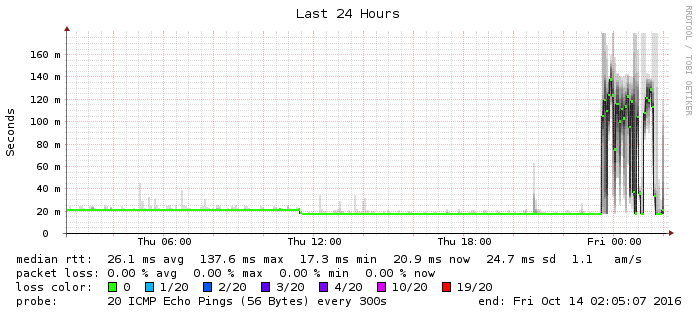 Last 24 Hours
RRDTOOL / TOBI OETIKER
Seconds
160 m
140 m
120 m
100 m
80 m
60 m
40 m
20 m
0
Thu 06:00 Thu 12:00 Thu 18:00 Fri 00:00
median rtt: 26.1 ms avg 137.6 ms max 17.3 ms min 20.9 ms now 24.7 ms sd 1.1 am/s
packet loss: 0.00 % avg 0.00 % max 0.00 % min 0.00 % now
loss color: 0 1/20 2/20 3/20 4/20 10/20 19/20
probe: 20 ICMP Echo Pings (56 Bytes) every 300s end: Fri Oct 14 02:05:07 2016